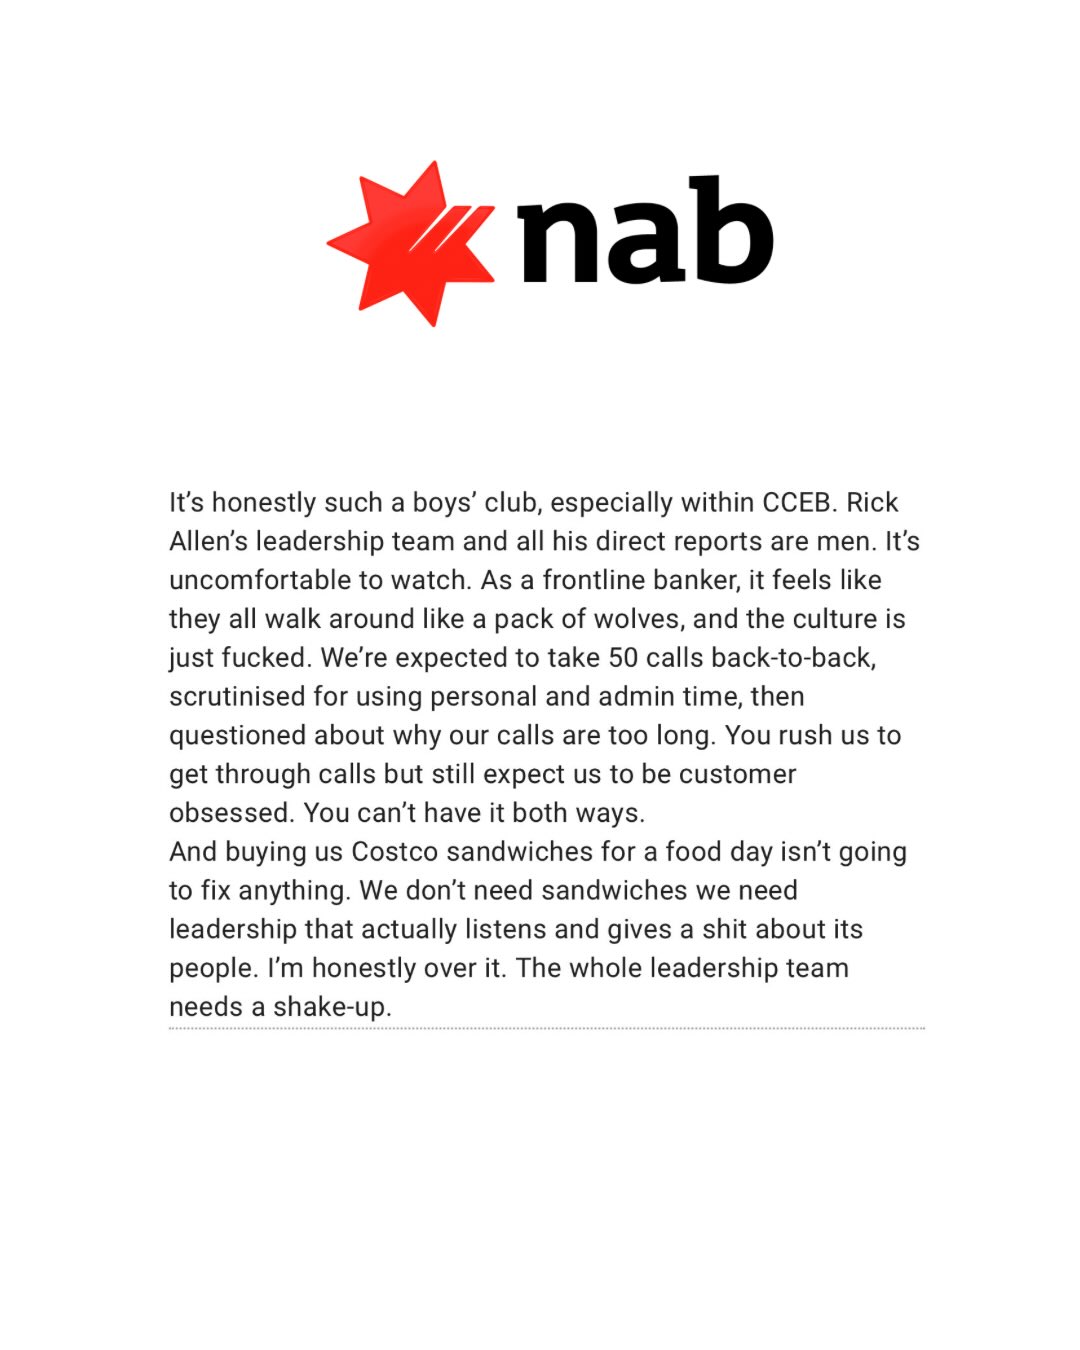 nab
It’s honestly such a boys’ club, especially within CCEB. Rick
Allen’s leadership team and all his direct reports are men. It’s
uncomfortable to watch. As a frontline banker, it feels like
they all walk around like a pack of wolves, and the culture is
just fucked. We’re expected to take 50 calls back-to-back,
scrutinised for using personal and admin time, then
questioned about why our calls are too long. You rush us to
get through calls but still expect us to be customer
obsessed. You can’t have it both ways.
And buying us Costco sandwiches for a food day isn’t going
to fix anything. We don’t need sandwiches we need
leadership that actually listens and gives a shit about its
people. I’m honestly over it. The whole leadership team
needs a shake-up.